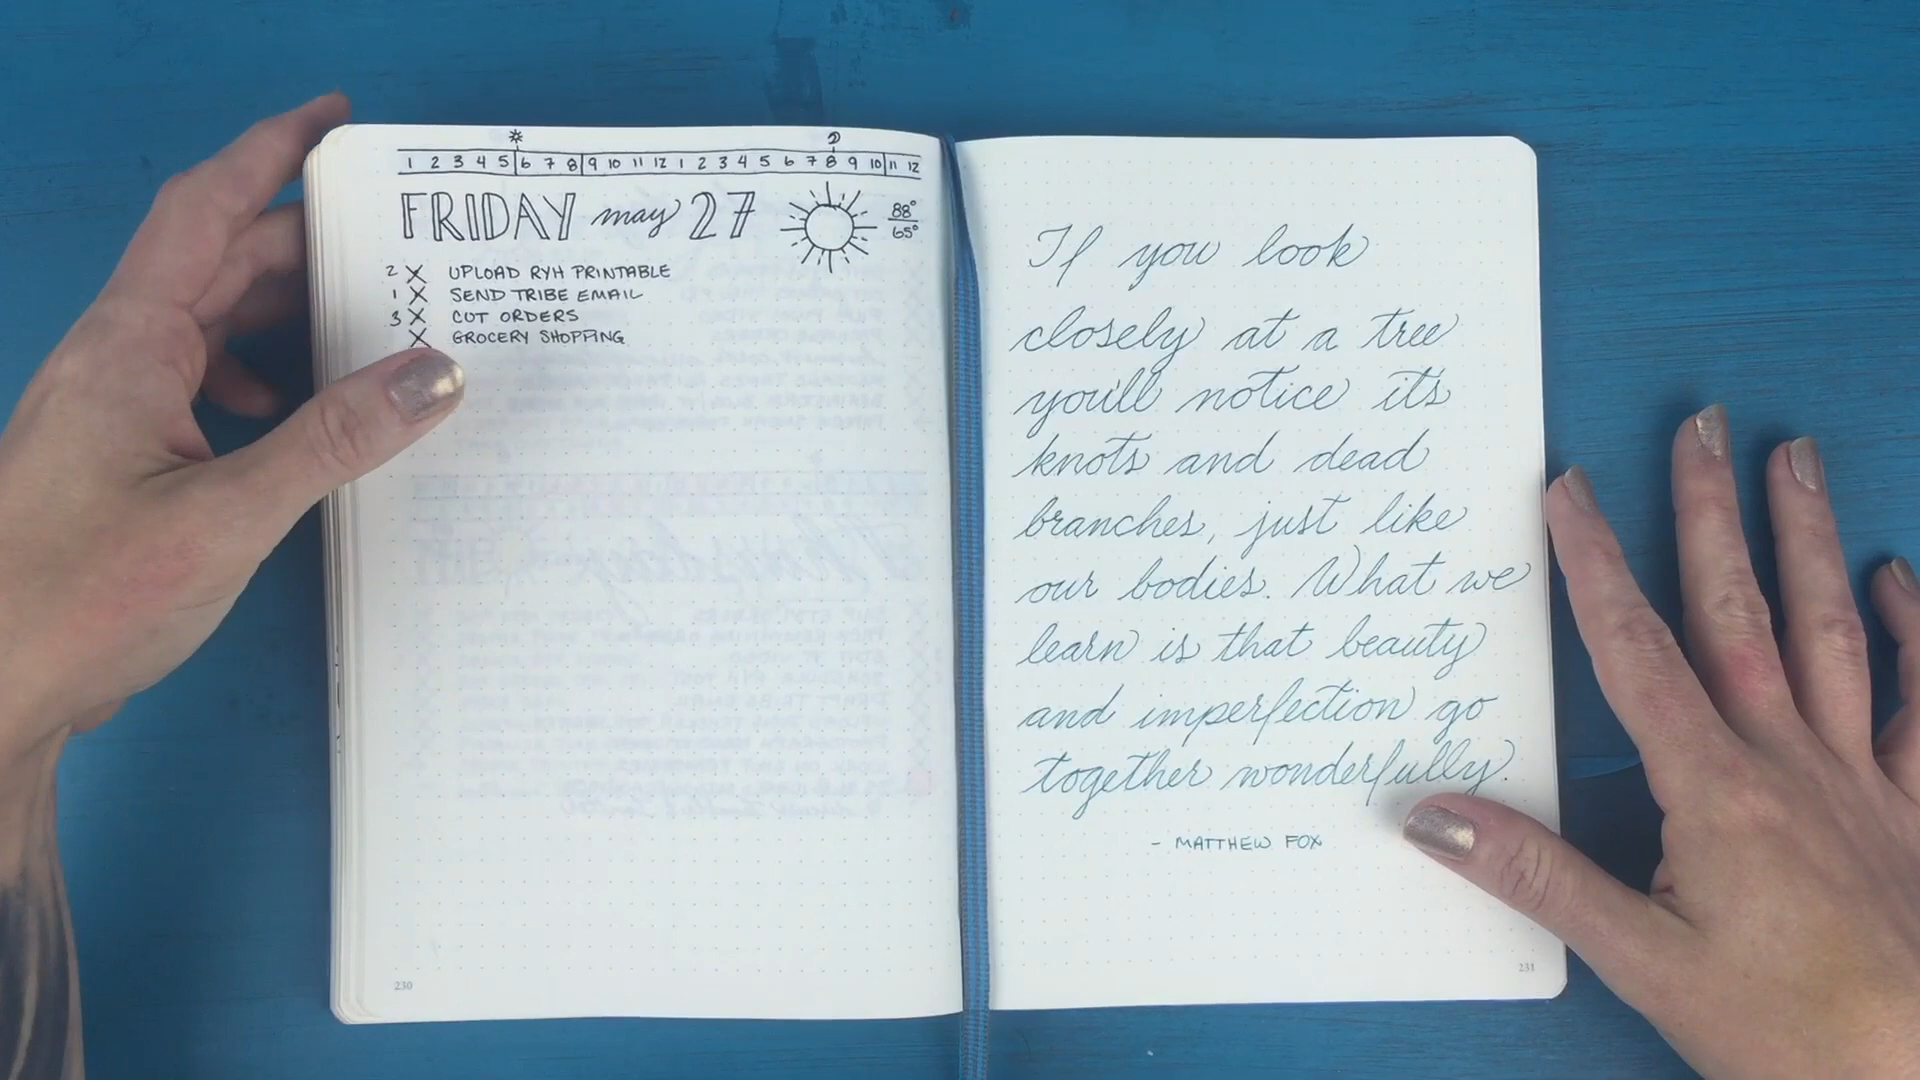 1 2 3 4 5 6 7 8 9 10 11 12 1 2 3 4 5 6 7 8 9 10 11 12
FRIDAY may 27
88°
65°
2 X UPLOAD RYH PRINTABLE
1 X SEND TRIBE EMAIL
3 X CUT ORDERS
X GROCERY SHOPPING
230
If you look
closely at a tree
you'll notice it's
knots and dead
branches, just like
our bodies. What we
learn is that beauty
and imperfection go
together wonderfully.
- MATTHEW FOX
231